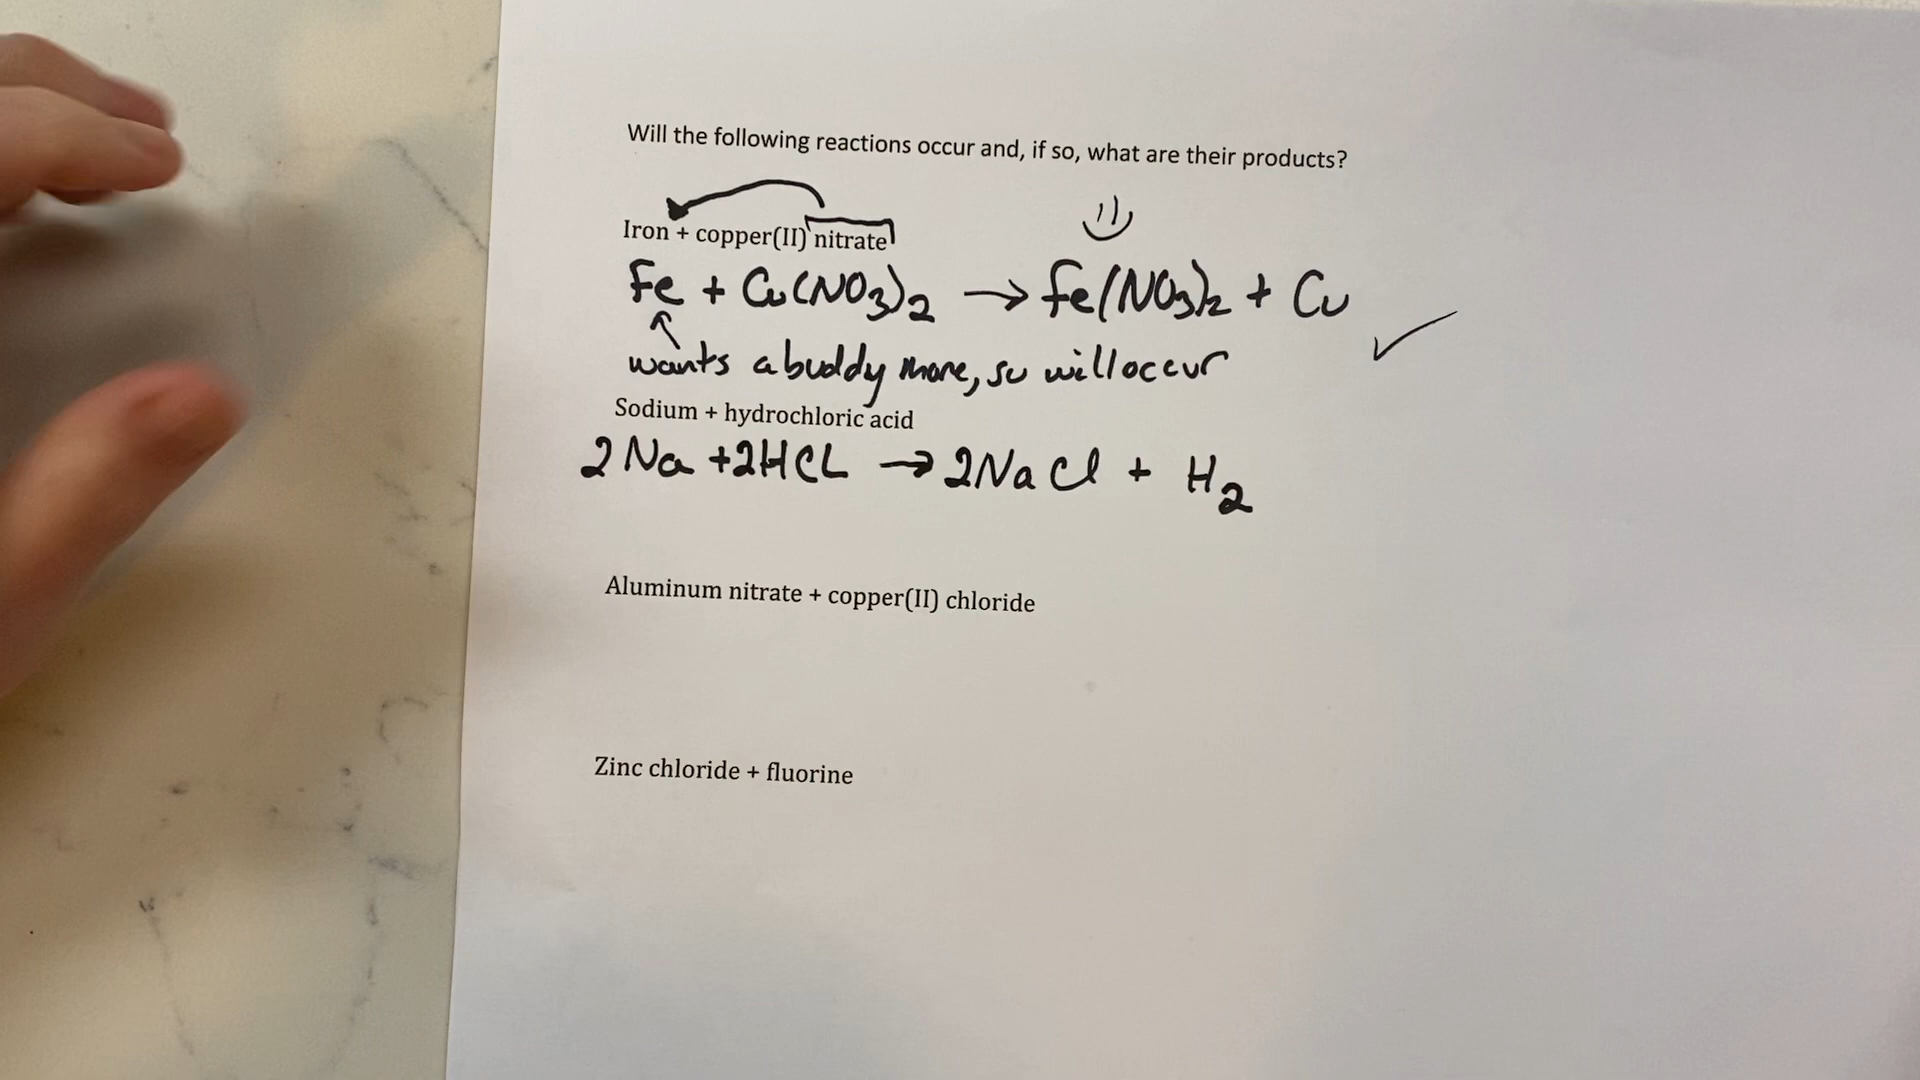 Will the following reactions occur and, if so, what are their products?
Iron + copper(II) nitrate
Fe + Cu(NO3)2 → Fe(NO3)2 + Cu ✓
wants a buddy more, so will occur
Sodium + hydrochloric acid
2Na +2HCL → 2NaCl + H2
Aluminum nitrate + copper(II) chloride
Zinc chloride + fluorine